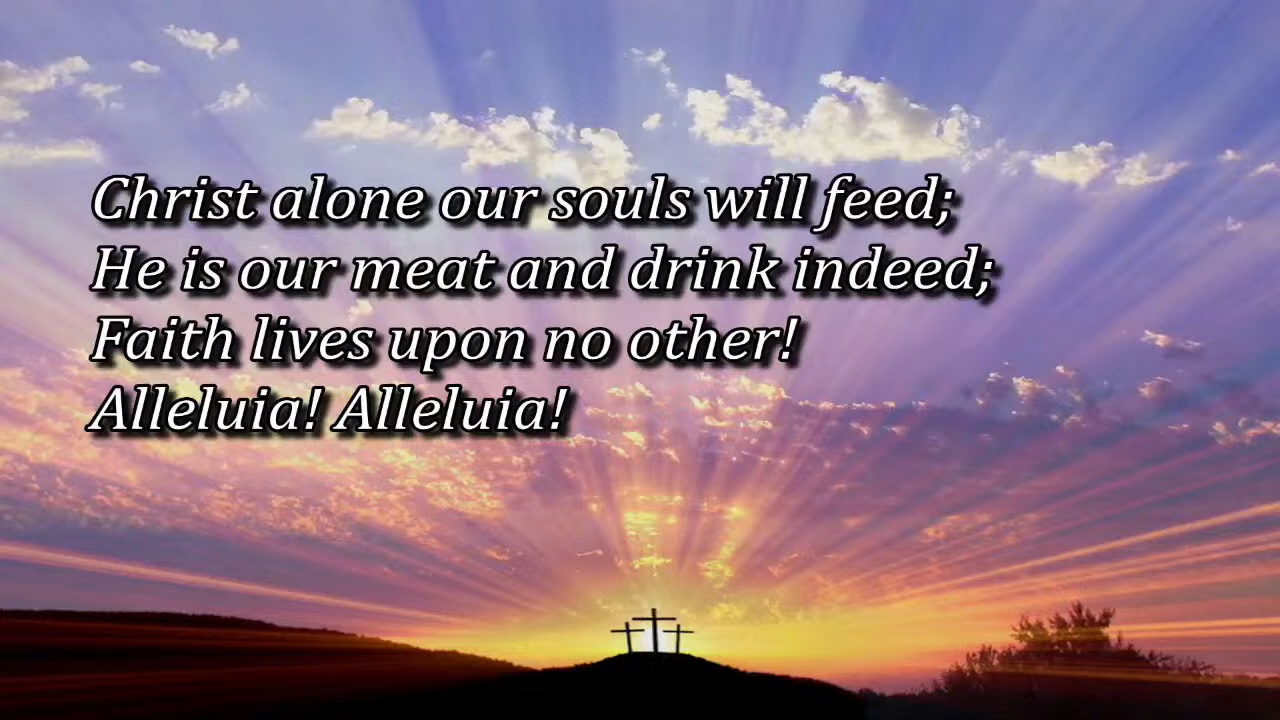 Christ alone our souls will feed;
He is our meat and drink indeed;
Faith lives upon no other!
Alleluia! Alleluia!